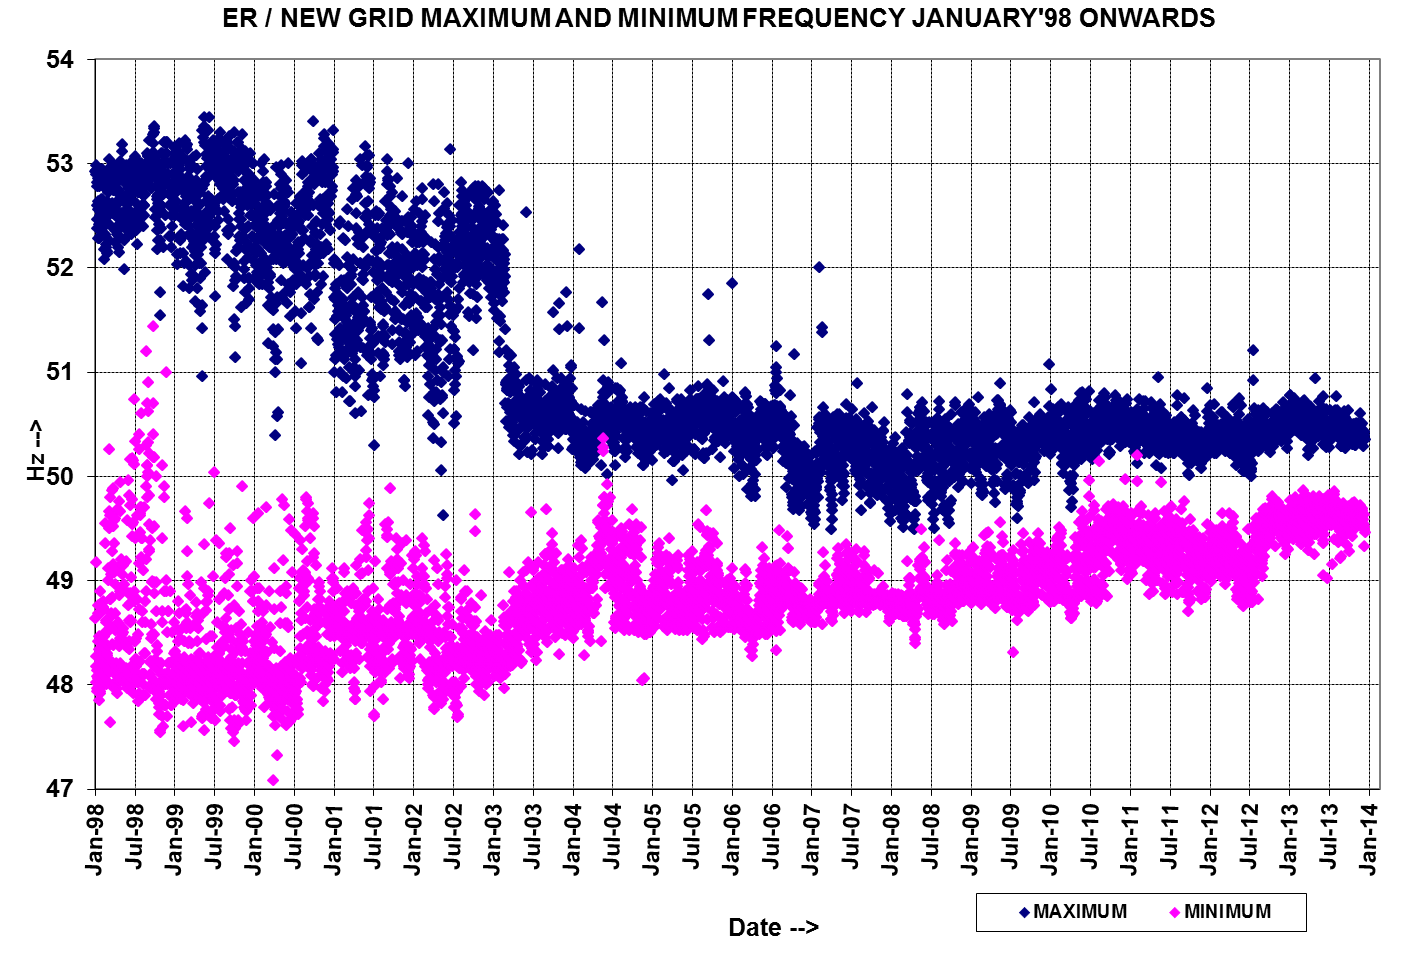 ER / NEW GRID MAXIMUM AND MINIMUM FREQUENCY JANUARY'98 ONWARDS
54
53
52
51
50
49
48
47
Hz -->
Jan-98
Jul-98
Jan-99
Jul-99
Jan-00
Jul-00
Jan-01
Jul-01
Jan-02
Jul-02
Jan-03
Jul-03
Jan-04
Jul-04
Jan-05
Jul-05
Jan-06
Jul-06
Jan-07
Jul-07
Jan-08
Jul-08
Jan-09
Jul-09
Jan-10
Jul-10
Jan-11
Jul-11
Jan-12
Jul-12
Jan-13
Jul-13
Jan-14
Date -->
MAXIMUM MINIMUM